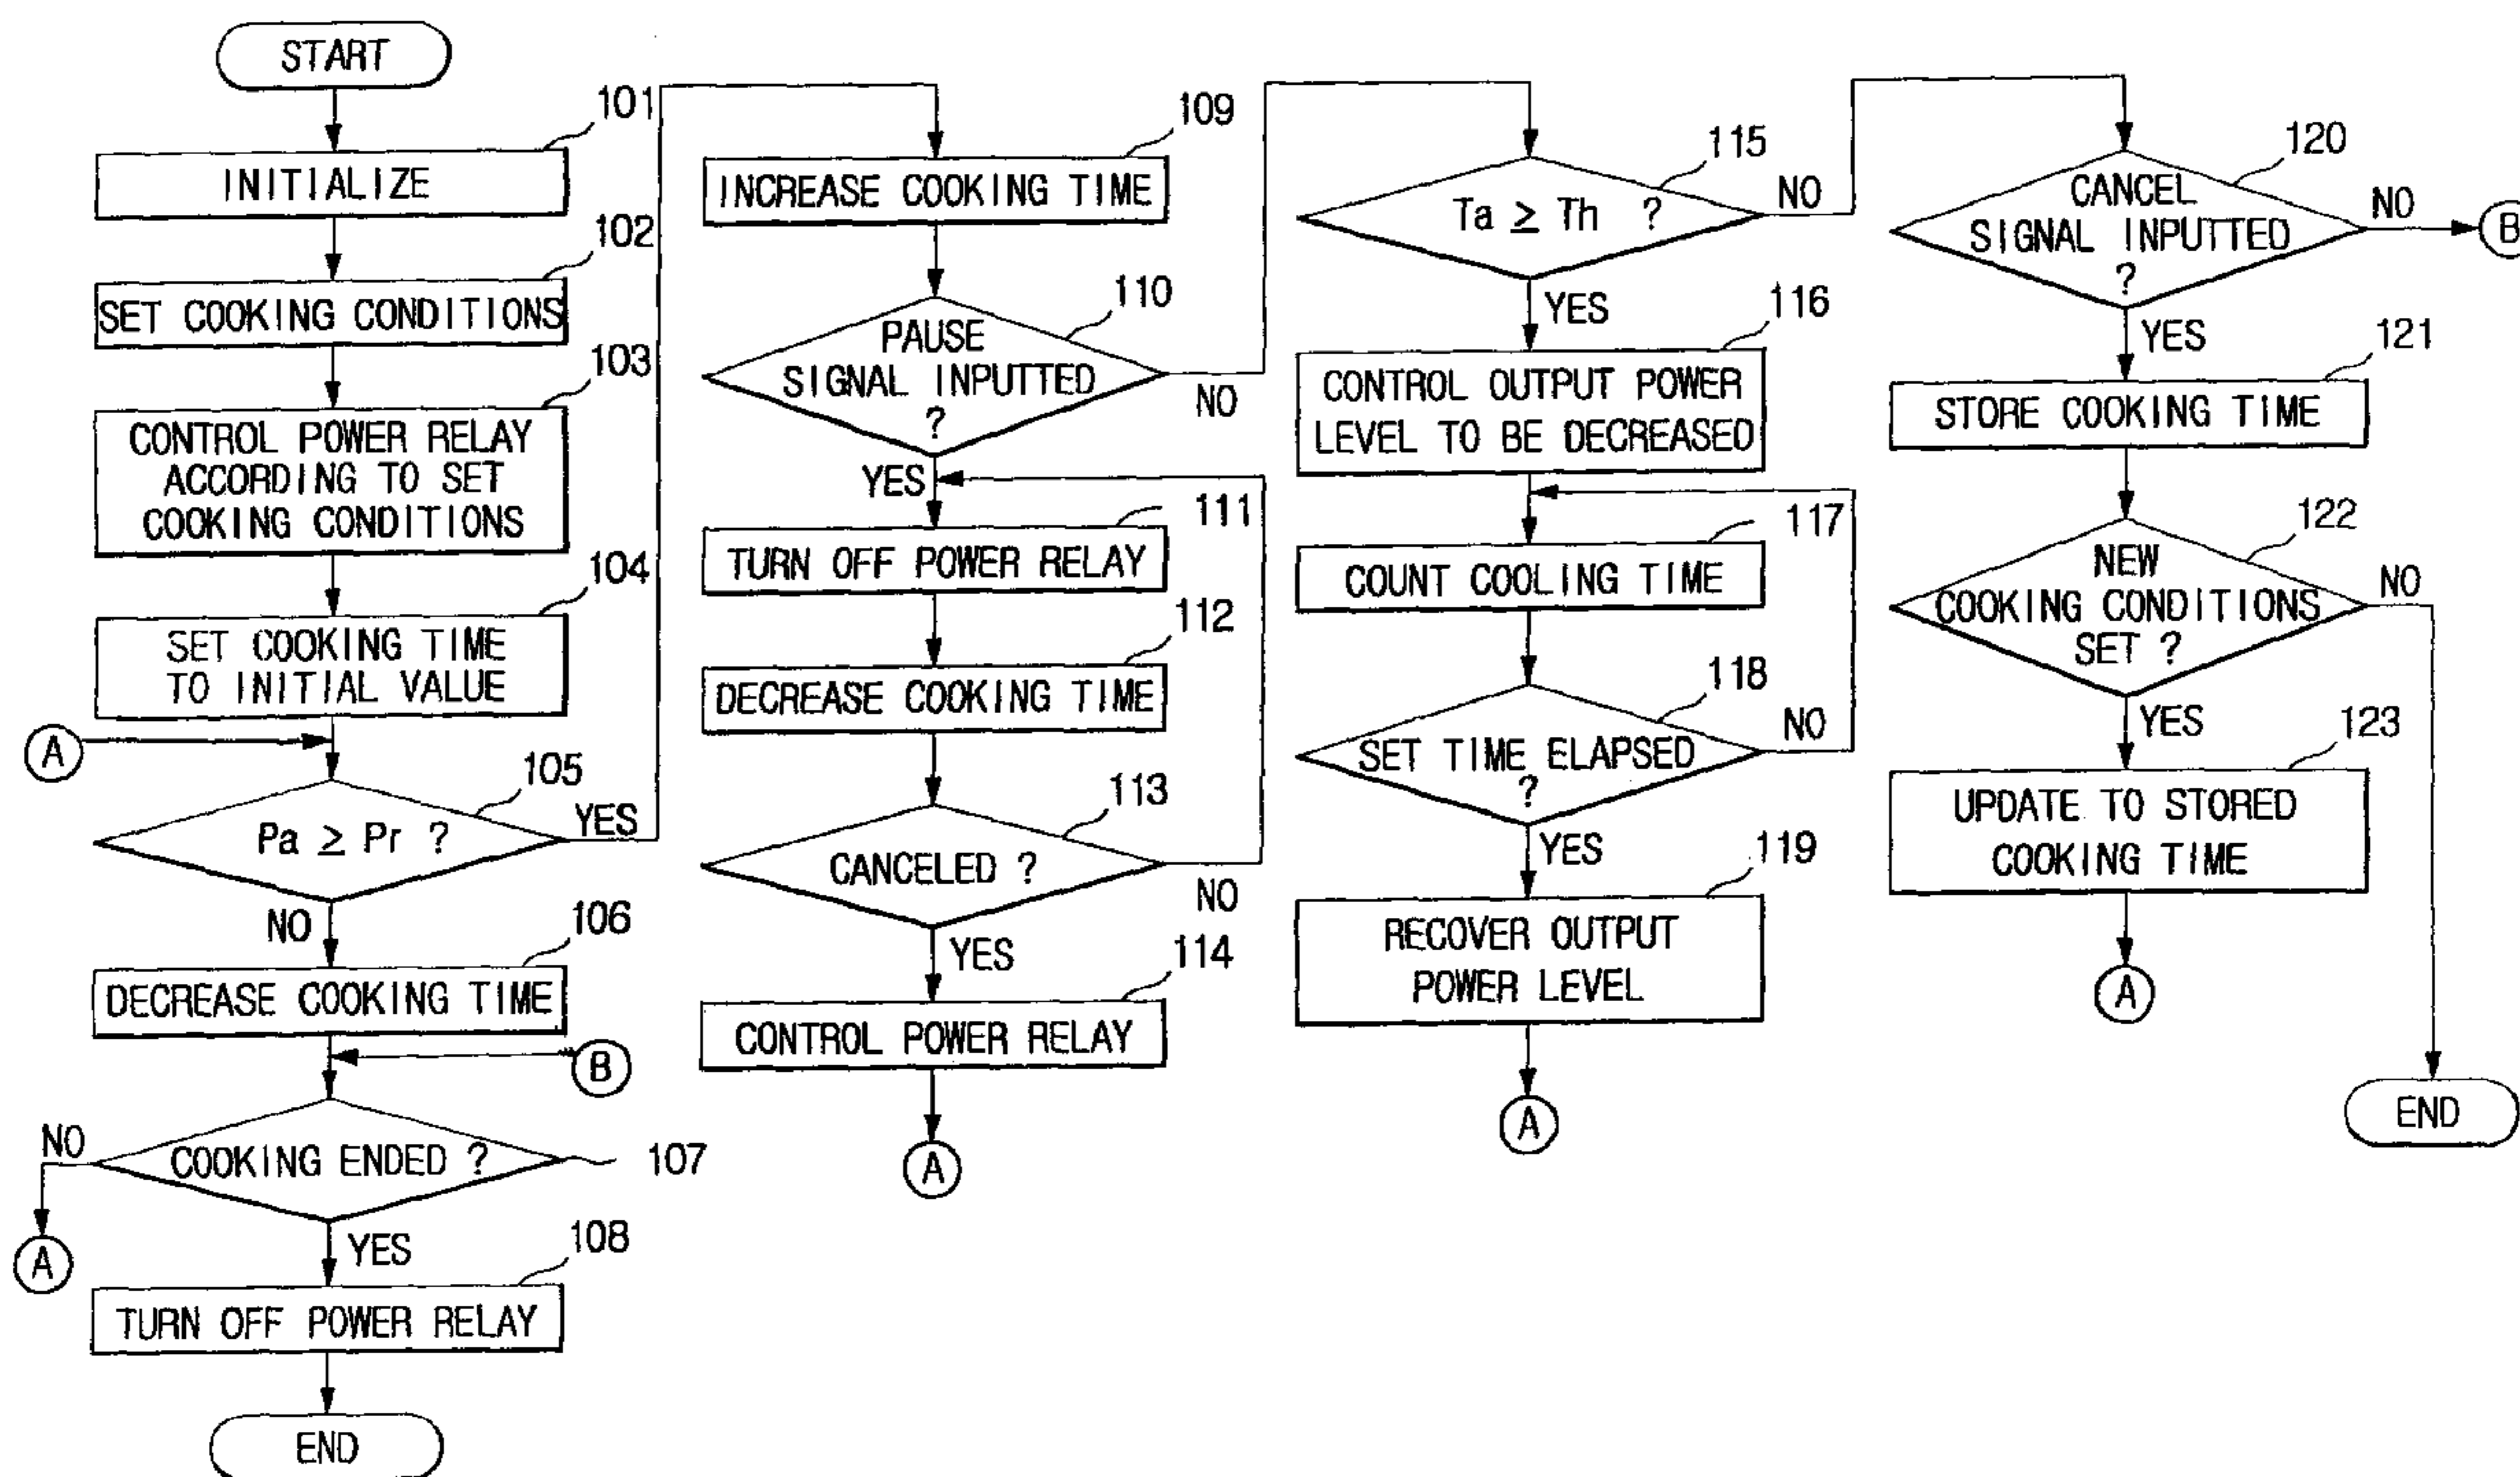 START
101
INITIALIZE
102
SET COOKING CONDITIONS
103
CONTROL POWER RELAY
ACCORDING TO SET
COOKING CONDITIONS
104
SET COOKING TIME
TO INITIAL VALUE
A
105
Pa ≥ Pr ?
YES
NO
106
DECREASE COOKING TIME
B
NO
COOKING ENDED ?
107
A
YES
108
TURN OFF POWER RELAY
END
109
INCREASE COOKING TIME
110
PAUSE
SIGNAL INPUTTED
?
NO
YES
111
TURN OFF POWER RELAY
112
DECREASE COOKING TIME
113
CANCELED ?
NO
YES
114
CONTROL POWER RELAY
A
115
Ta ≥ Th ?
NO
YES
116
CONTROL OUTPUT POWER
LEVEL TO BE DECREASED
117
COUNT COOLING TIME
118
SET TIME ELAPSED
?
NO
YES
119
RECOVER OUTPUT
POWER LEVEL
A
120
CANCEL
SIGNAL INPUTTED
?
NO
B
YES
121
STORE COOKING TIME
122
NEW
COOKING CONDITIONS
SET ?
NO
YES
123
UPDATE TO STORED
COOKING TIME
A
END